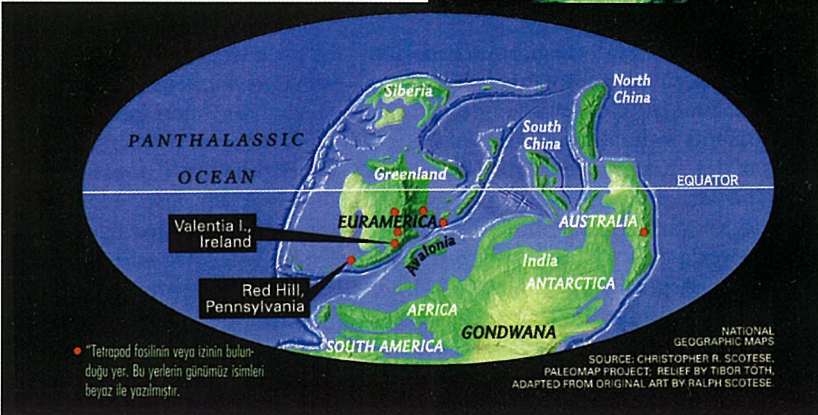 Siberia
North
China
South
China
PANTHALASSIC
OCEAN
Greenland
EQUATOR
Valentia I.,
Ireland
EURAMERICA
AUSTRALIA
Avalonia
India
Red Hill,
Pennsylvania
ANTARCTICA
AFRICA
GONDWANA
SOUTH AMERICA
NATIONAL
GEOGRAPHIC MAPS
SOURCE: CHRISTOPHER R. SCOTESE,
PALEOMAP PROJECT; RELIEF BY TIBOR TÓTH,
ADAPTED FROM ORIGINAL ART BY RALPH SCOTESE.
"Tetrapod fosilinin veya izinin bulun-
duğu yer. Bu yerlerin günümüz isimleri
beyaz ile yazılmıştır.